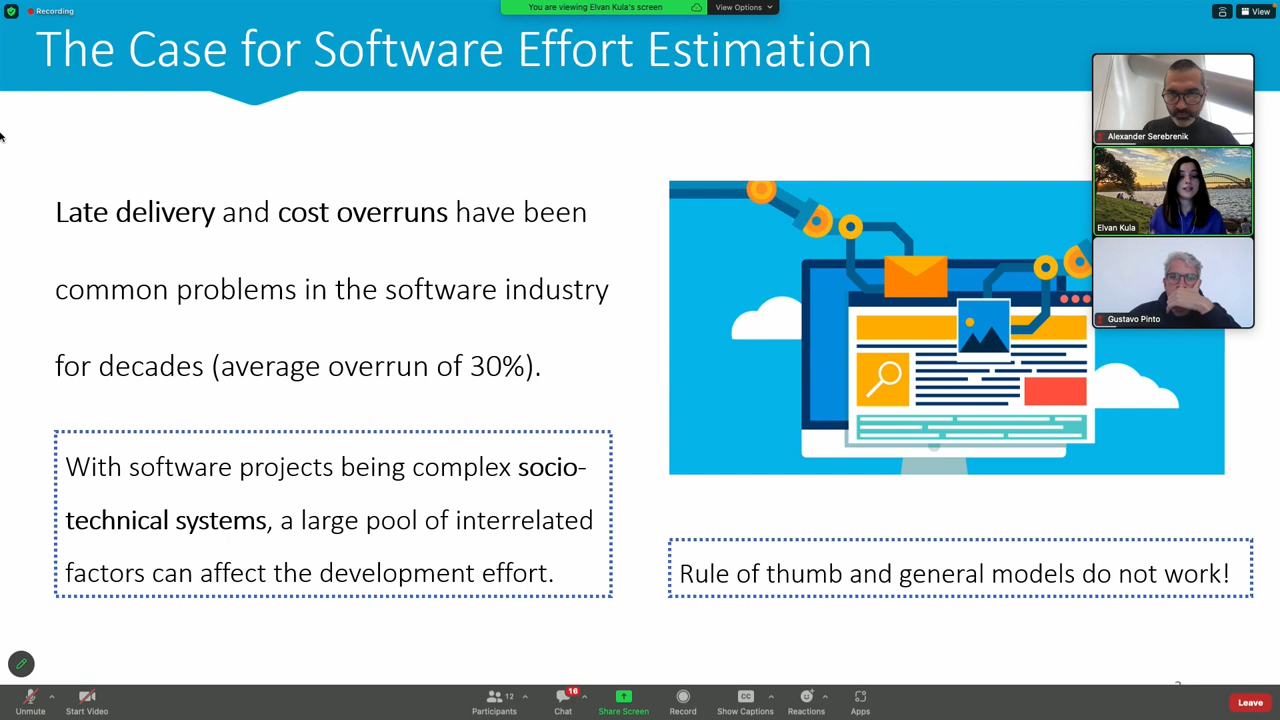 Recording
You are viewing Elvan Kula's screen
View Options
View
The Case for Software Effort Estimation
Alexander Serebrenik
Elvan Kula
Gustavo Pinto
Late delivery and cost overruns have been
common problems in the software industry
for decades (average overrun of 30%).
With software projects being complex socio-
technical systems, a large pool of interrelated
factors can affect the development effort.
Rule of thumb and general models do not work!
Unmute
Start Video
12
Participants
16
Chat
Share Screen
Record
CC
Show Captions
Reactions
Apps
Leave